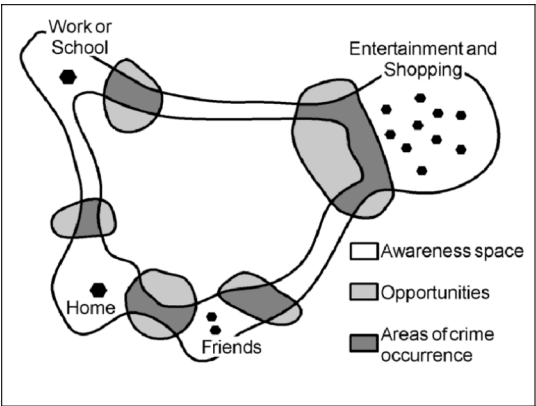 Work or
School
Entertainment and
Shopping
Home
Friends
Awareness space
Opportunities
Areas of crime
occurrence